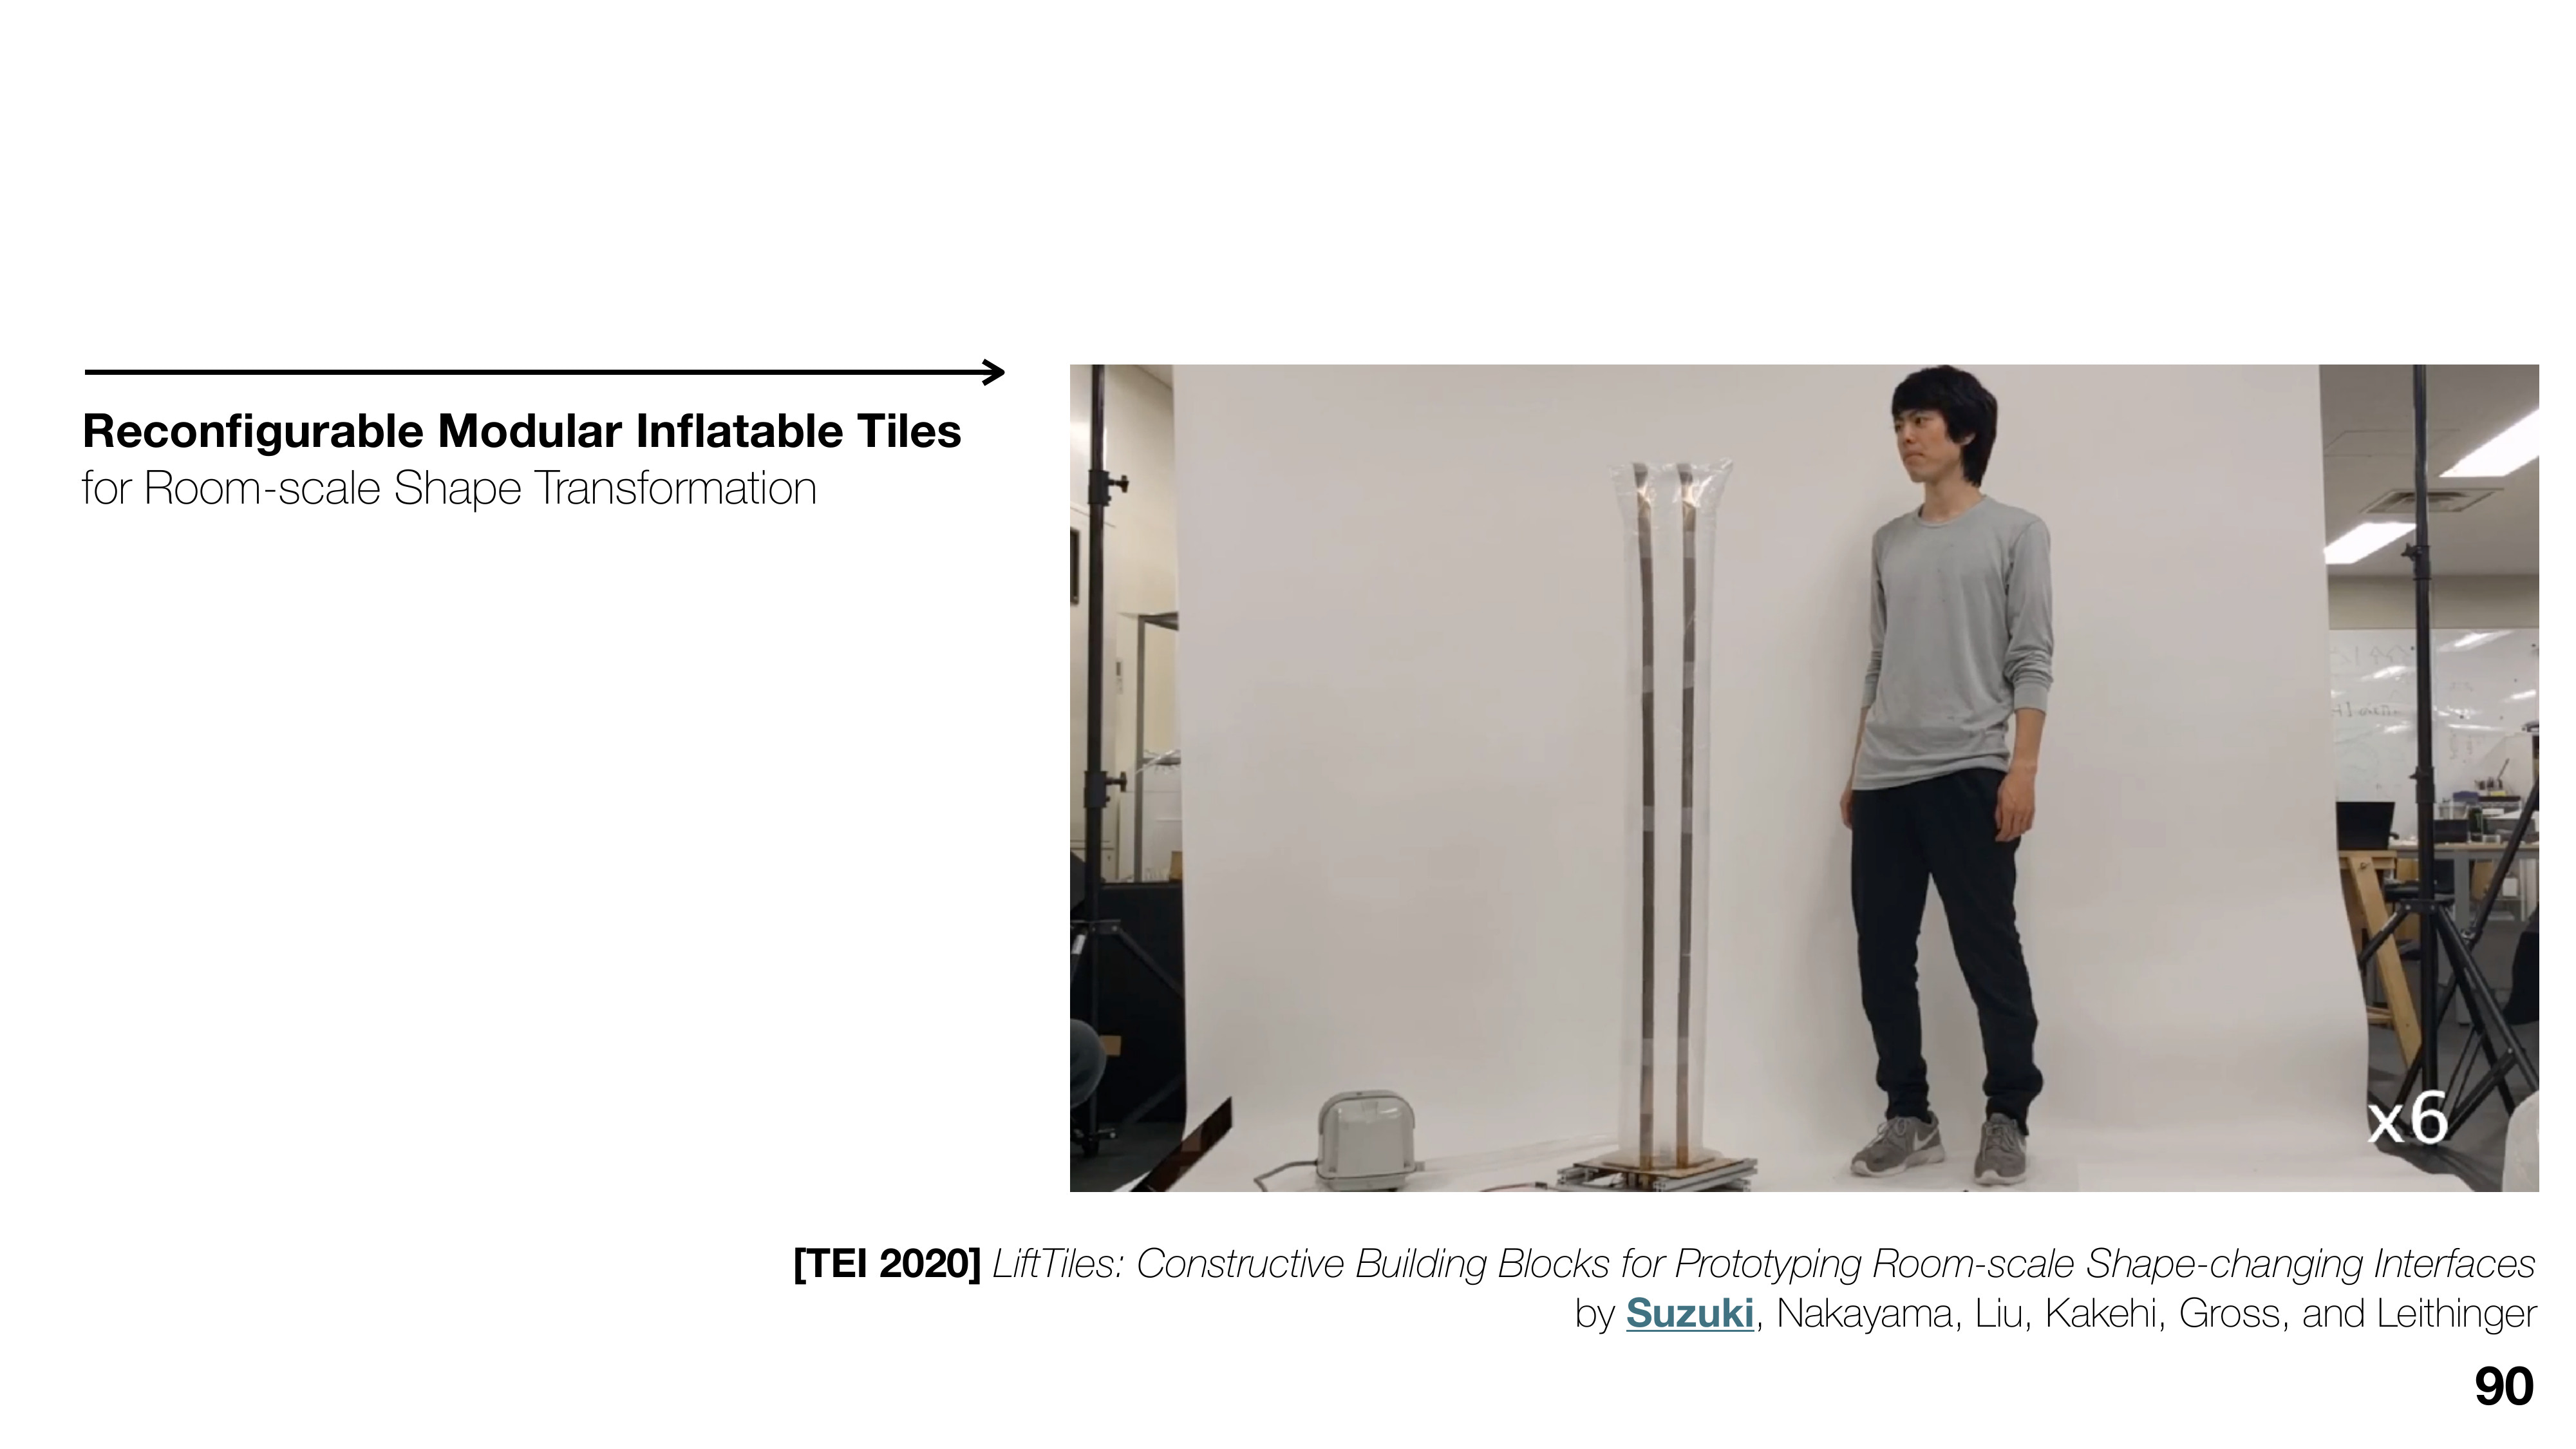 Reconfigurable Modular Inflatable Tiles
for Room-scale Shape Transformation
x6
[TEI 2020] LiftTiles: Constructive Building Blocks for Prototyping Room-scale Shape-changing Interfaces
by Suzuki, Nakayama, Liu, Kakehi, Gross, and Leithinger
90